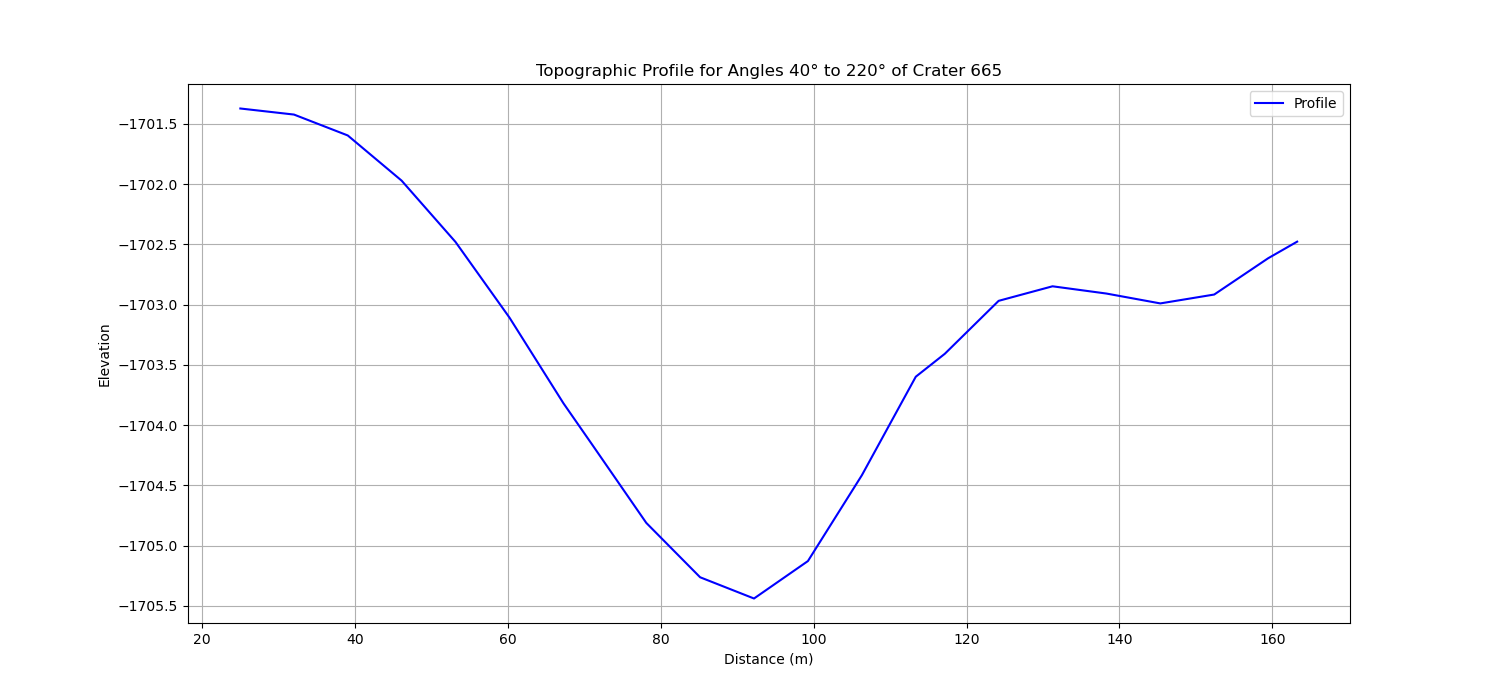 Topographic Profile for Angles 40° to 220° of Crater 665
Profile
−1701.5
−1702.0
−1702.5
−1703.0
−1703.5
−1704.0
−1704.5
−1705.0
−1705.5
Elevation
20 40 60 80 100 120 140 160
Distance (m)